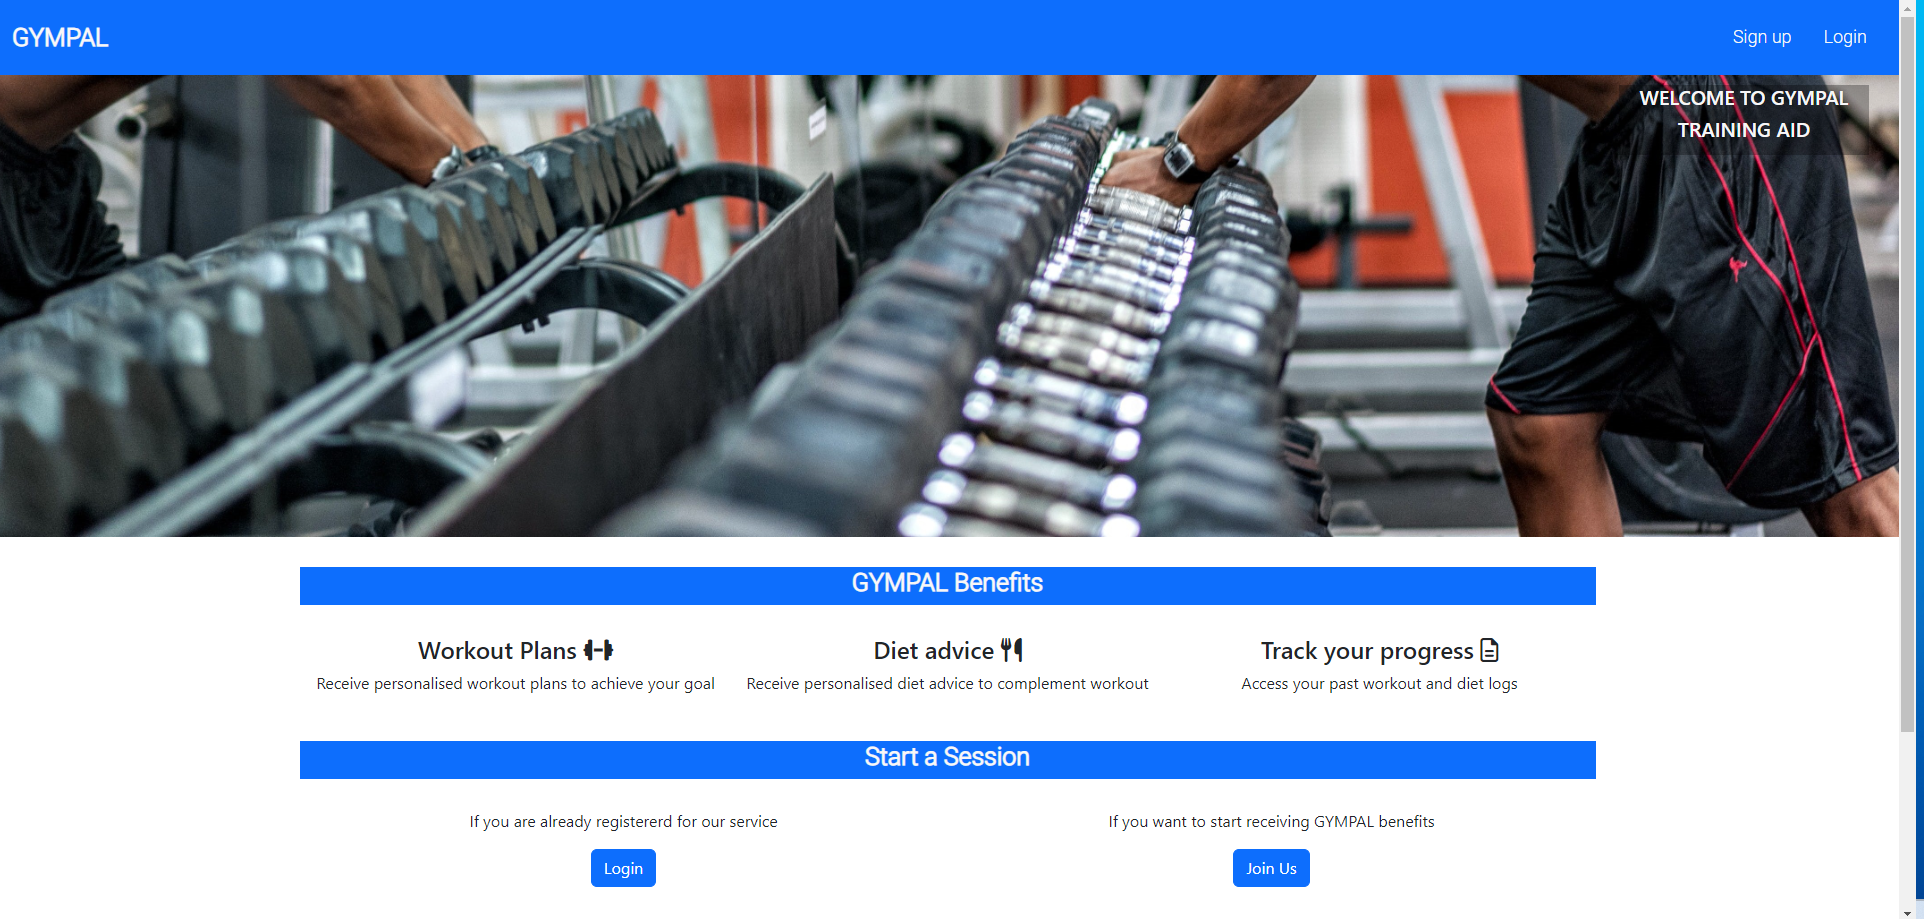 GYMPAL
Sign up Login
WELCOME TO GYMPAL
TRAINING AID
GYMPAL Benefits
Workout Plans
Receive personalised workout plans to achieve your goal
Diet advice
Receive personalised diet advice to complement workout
Track your progress
Access your past workout and diet logs
Start a Session
If you are already registererd for our service
Login
If you want to start receiving GYMPAL benefits
Join Us